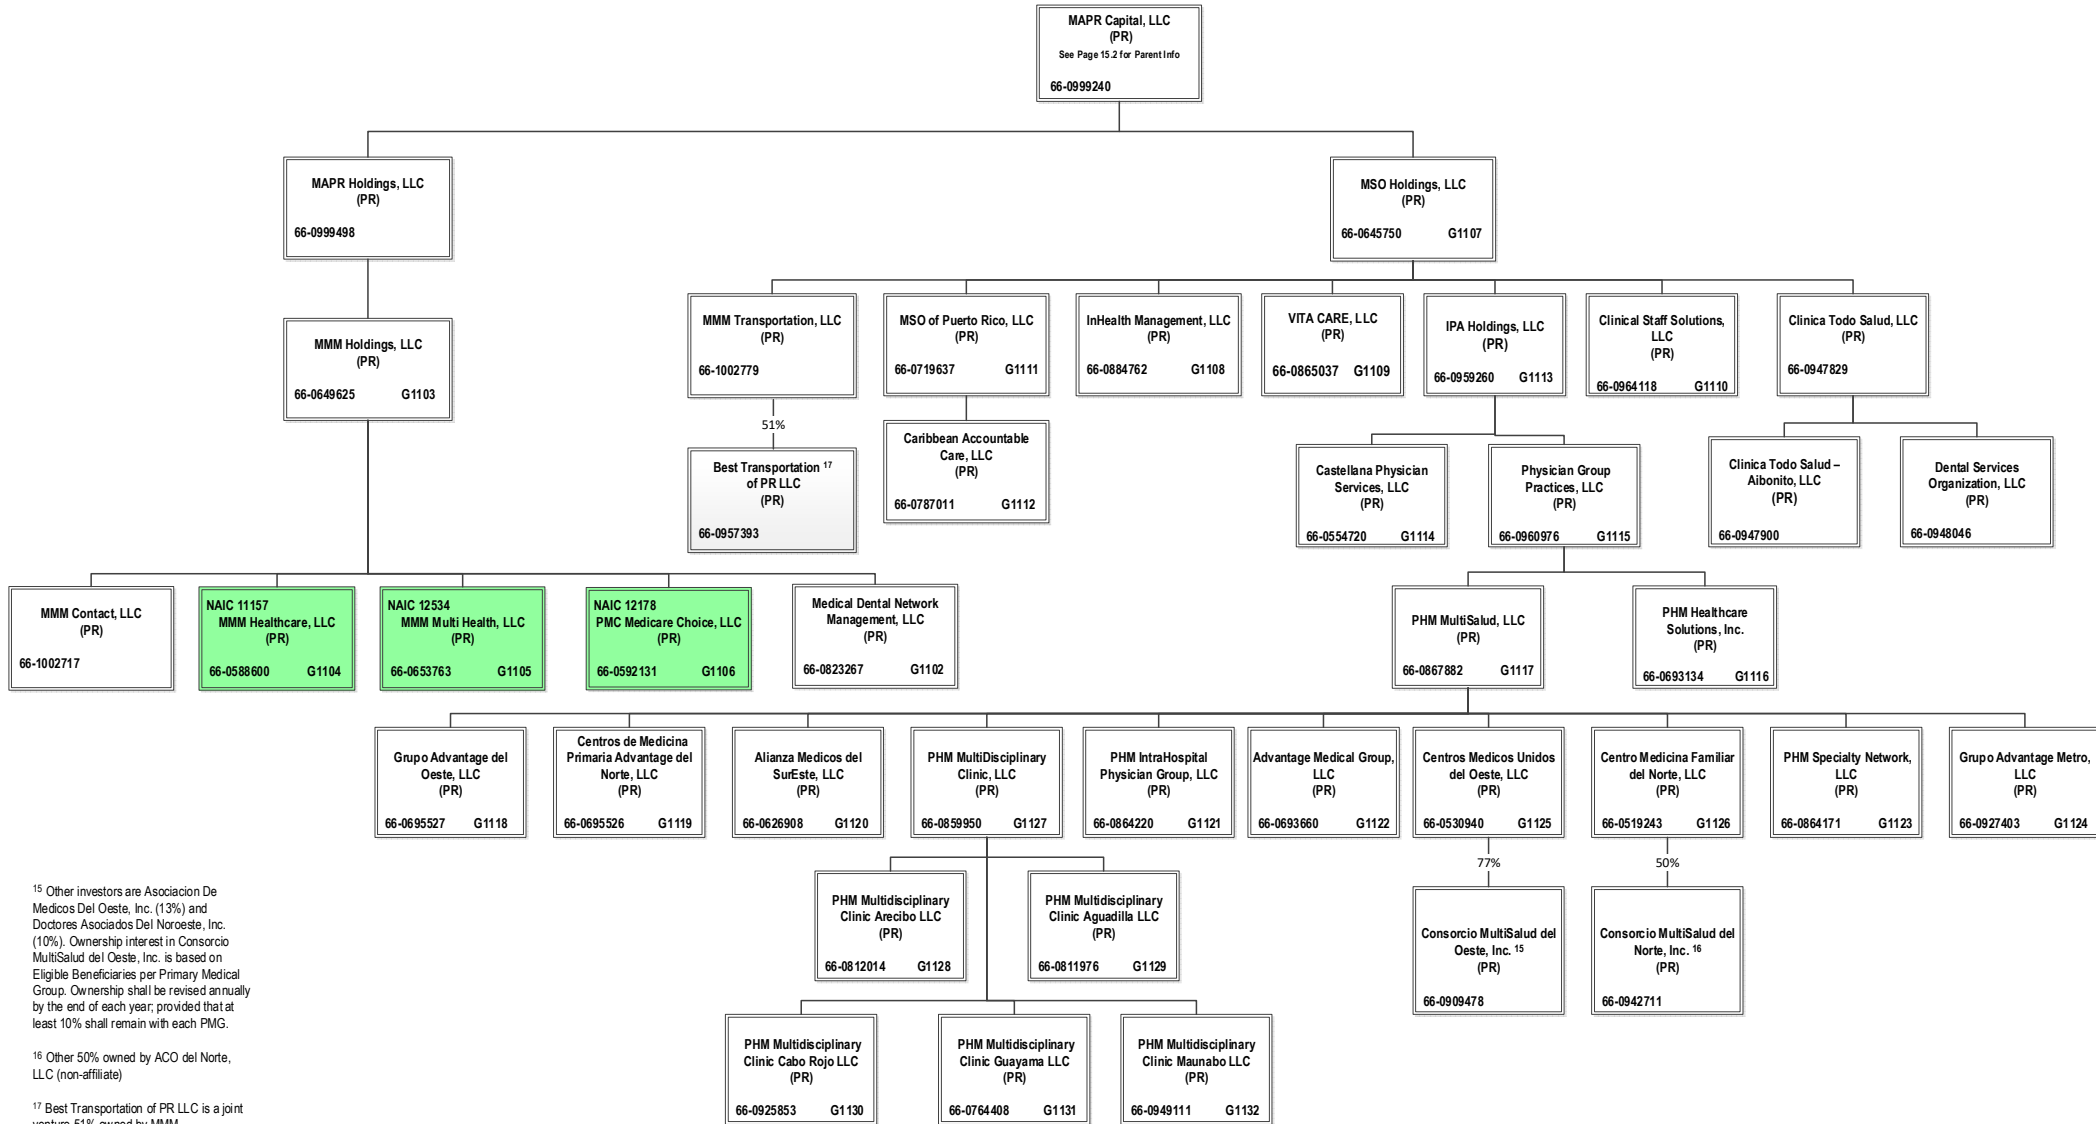 MAPR Capital, LLC
(PR)
See Page 15.2 for Parent Info
66-0999240
MAPR Holdings, LLC
(PR)
66-0999498
MSO Holdings, LLC
(PR)
66-0645750 G1107
MMM Holdings, LLC
(PR)
66-0649625 G1103
MMM Transportation, LLC
(PR)
66-1002779
MSO of Puerto Rico, LLC
(PR)
66-0719637 G1111
InHealth Management, LLC
(PR)
66-0884762 G1108
VITA CARE, LLC
(PR)
66-0865037 G1109
IPA Holdings, LLC
(PR)
66-0959260 G1113
Clinical Staff Solutions,
LLC
(PR)
66-0964118 G1110
Clinica Todo Salud, LLC
(PR)
66-0947829
51%
Best Transportation 17
of PR LLC
(PR)
66-0957393
Caribbean Accountable
Care, LLC
(PR)
66-0787011 G1112
Castellana Physician
Services, LLC
(PR)
66-0554720 G1114
Physician Group
Practices, LLC
(PR)
66-0960976 G1115
Clinica Todo Salud –
Aibonito, LLC
(PR)
66-0947900
Dental Services
Organization, LLC
(PR)
66-0948046
MMM Contact, LLC
(PR)
66-1002717
NAIC 11157
MMM Healthcare, LLC
(PR)
66-0588600 G1104
NAIC 12534
MMM Multi Health, LLC
(PR)
66-0653763 G1105
NAIC 12178
PMC Medicare Choice, LLC
(PR)
66-0592131 G1106
Medical Dental Network
Management, LLC
(PR)
66-0823267 G1102
PHM MultiSalud, LLC
(PR)
66-0867882 G1117
PHM Healthcare
Solutions, Inc.
(PR)
66-0693134 G1116
Grupo Advantage del
Oeste, LLC
(PR)
66-0695527 G1118
Centros de Medicina
Primaria Advantage del
Norte, LLC
(PR)
66-0695526 G1119
Alianza Medicos del
SurEste, LLC
(PR)
66-0626908 G1120
PHM MultiDisciplinary
Clinic, LLC
(PR)
66-0859950 G1127
PHM IntraHospital
Physician Group, LLC
(PR)
66-0864220 G1121
Advantage Medical Group,
LLC
(PR)
66-0693660 G1122
Centros Medicos Unidos
del Oeste, LLC
(PR)
66-0530940 G1125
Centro Medicina Familiar
del Norte, LLC
(PR)
66-0519243 G1126
PHM Specialty Network,
LLC
(PR)
66-0864171 G1123
Grupo Advantage Metro,
LLC
(PR)
66-0927403 G1124
77%
50%
PHM Multidisciplinary
Clinic Arecibo LLC
(PR)
66-0812014 G1128
PHM Multidisciplinary
Clinic Aguadilla LLC
(PR)
66-0811976 G1129
Consorcio MultiSalud del
Oeste, Inc. 15
(PR)
66-0909478
Consorcio MultiSalud del
Norte, Inc. 16
(PR)
66-0942711
PHM Multidisciplinary
Clinic Cabo Rojo LLC
(PR)
66-0925853 G1130
PHM Multidisciplinary
Clinic Guayama LLC
(PR)
66-0764408 G1131
PHM Multidisciplinary
Clinic Maunabo LLC
(PR)
66-0949111 G1132
15 Other investors are Asociacion De
Medicos Del Oeste, Inc. (13%) and
Doctores Asociados Del Noroeste, Inc.
(10%). Ownership interest in Consorcio
MultiSalud del Oeste, Inc. is based on
Eligible Beneficiaries per Primary Medical
Group. Ownership shall be revised annually
by the end of each year; provided that at
least 10% shall remain with each PMG.
16 Other 50% owned by ACO del Norte,
LLC (non-affiliate)
17 Best Transportation of PR LLC is a joint
venture 51% owned by MMM